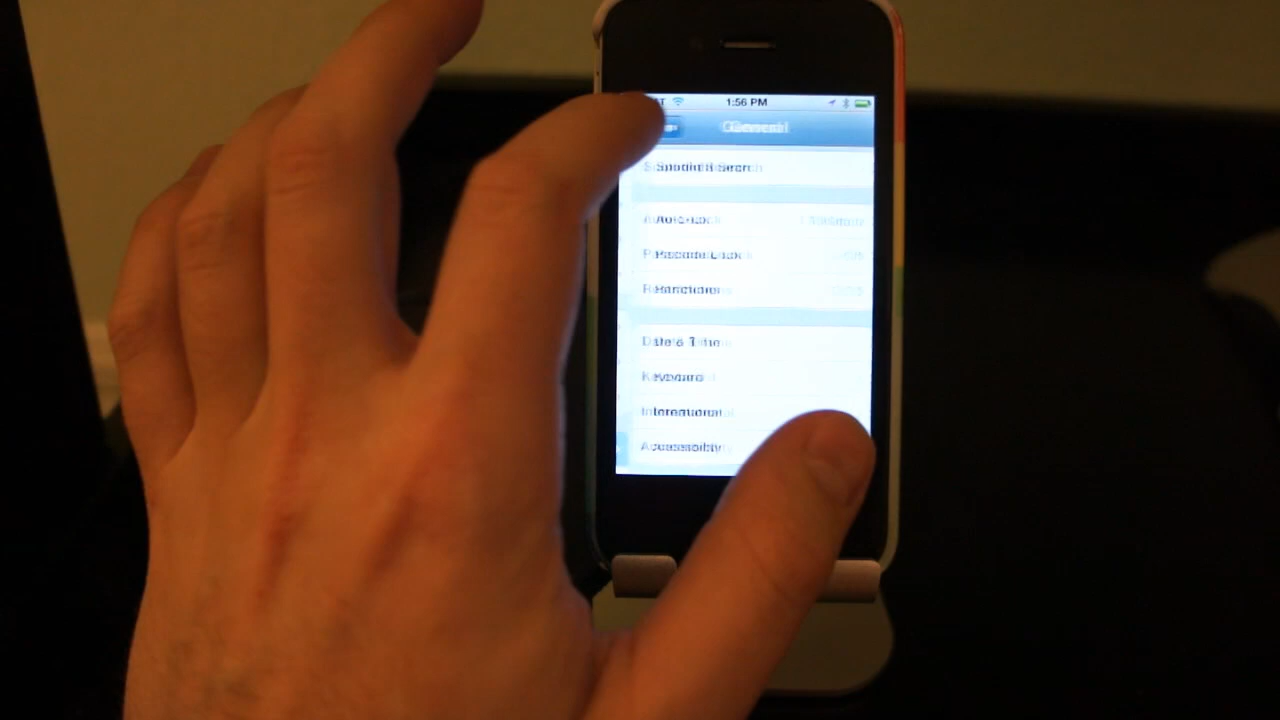 1:56 PM
General
Spotlight Search
Auto-Lock
Passcode Lock
Restrictions
Date & Time
Keyboard
International
Accessibility